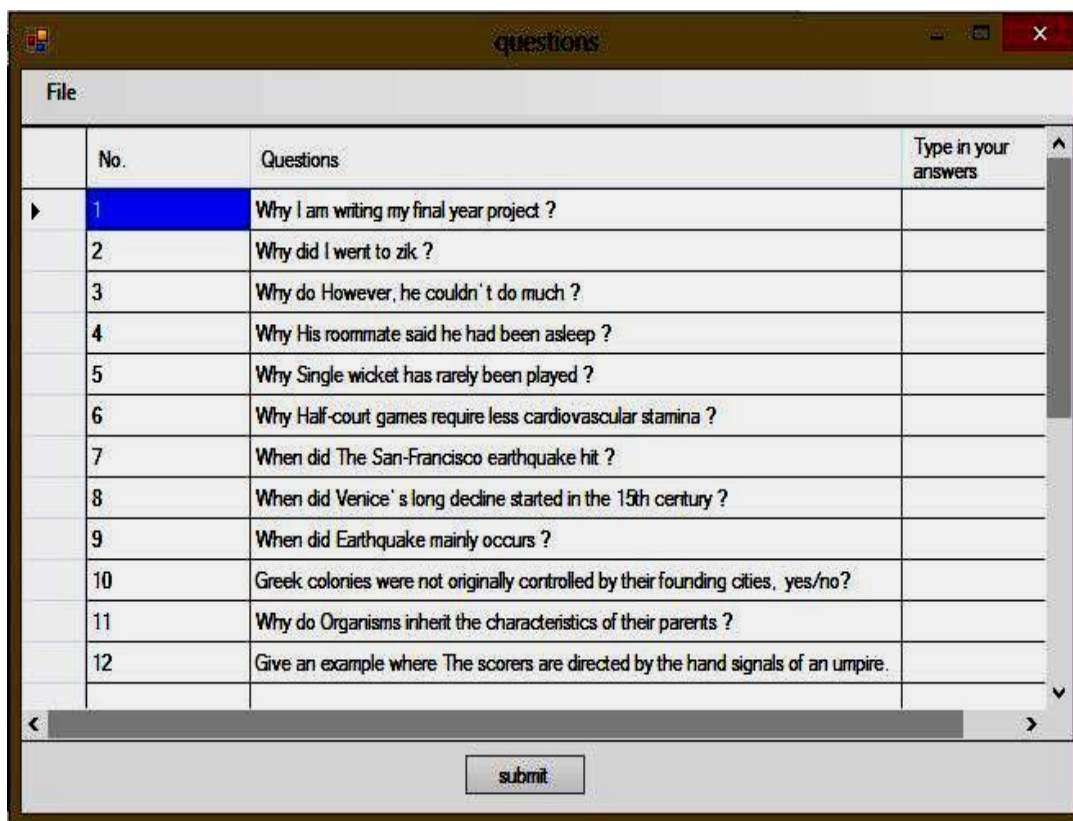 questions
File
No. Questions Type in your answers
1 Why I am writing my final year project ?
2 Why did I went to zik ?
3 Why do However, he couldn't do much ?
4 Why His roommate said he had been asleep ?
5 Why Single wicket has rarely been played ?
6 Why Half-court games require less cardiovascular stamina ?
7 When did The San-Francisco earthquake hit ?
8 When did Venice's long decline started in the 15th century ?
9 When did Earthquake mainly occurs ?
10 Greek colonies were not originally controlled by their founding cities, yes/no?
11 Why do Organisms inherit the characteristics of their parents ?
12 Give an example where The scorers are directed by the hand signals of an umpire.
submit